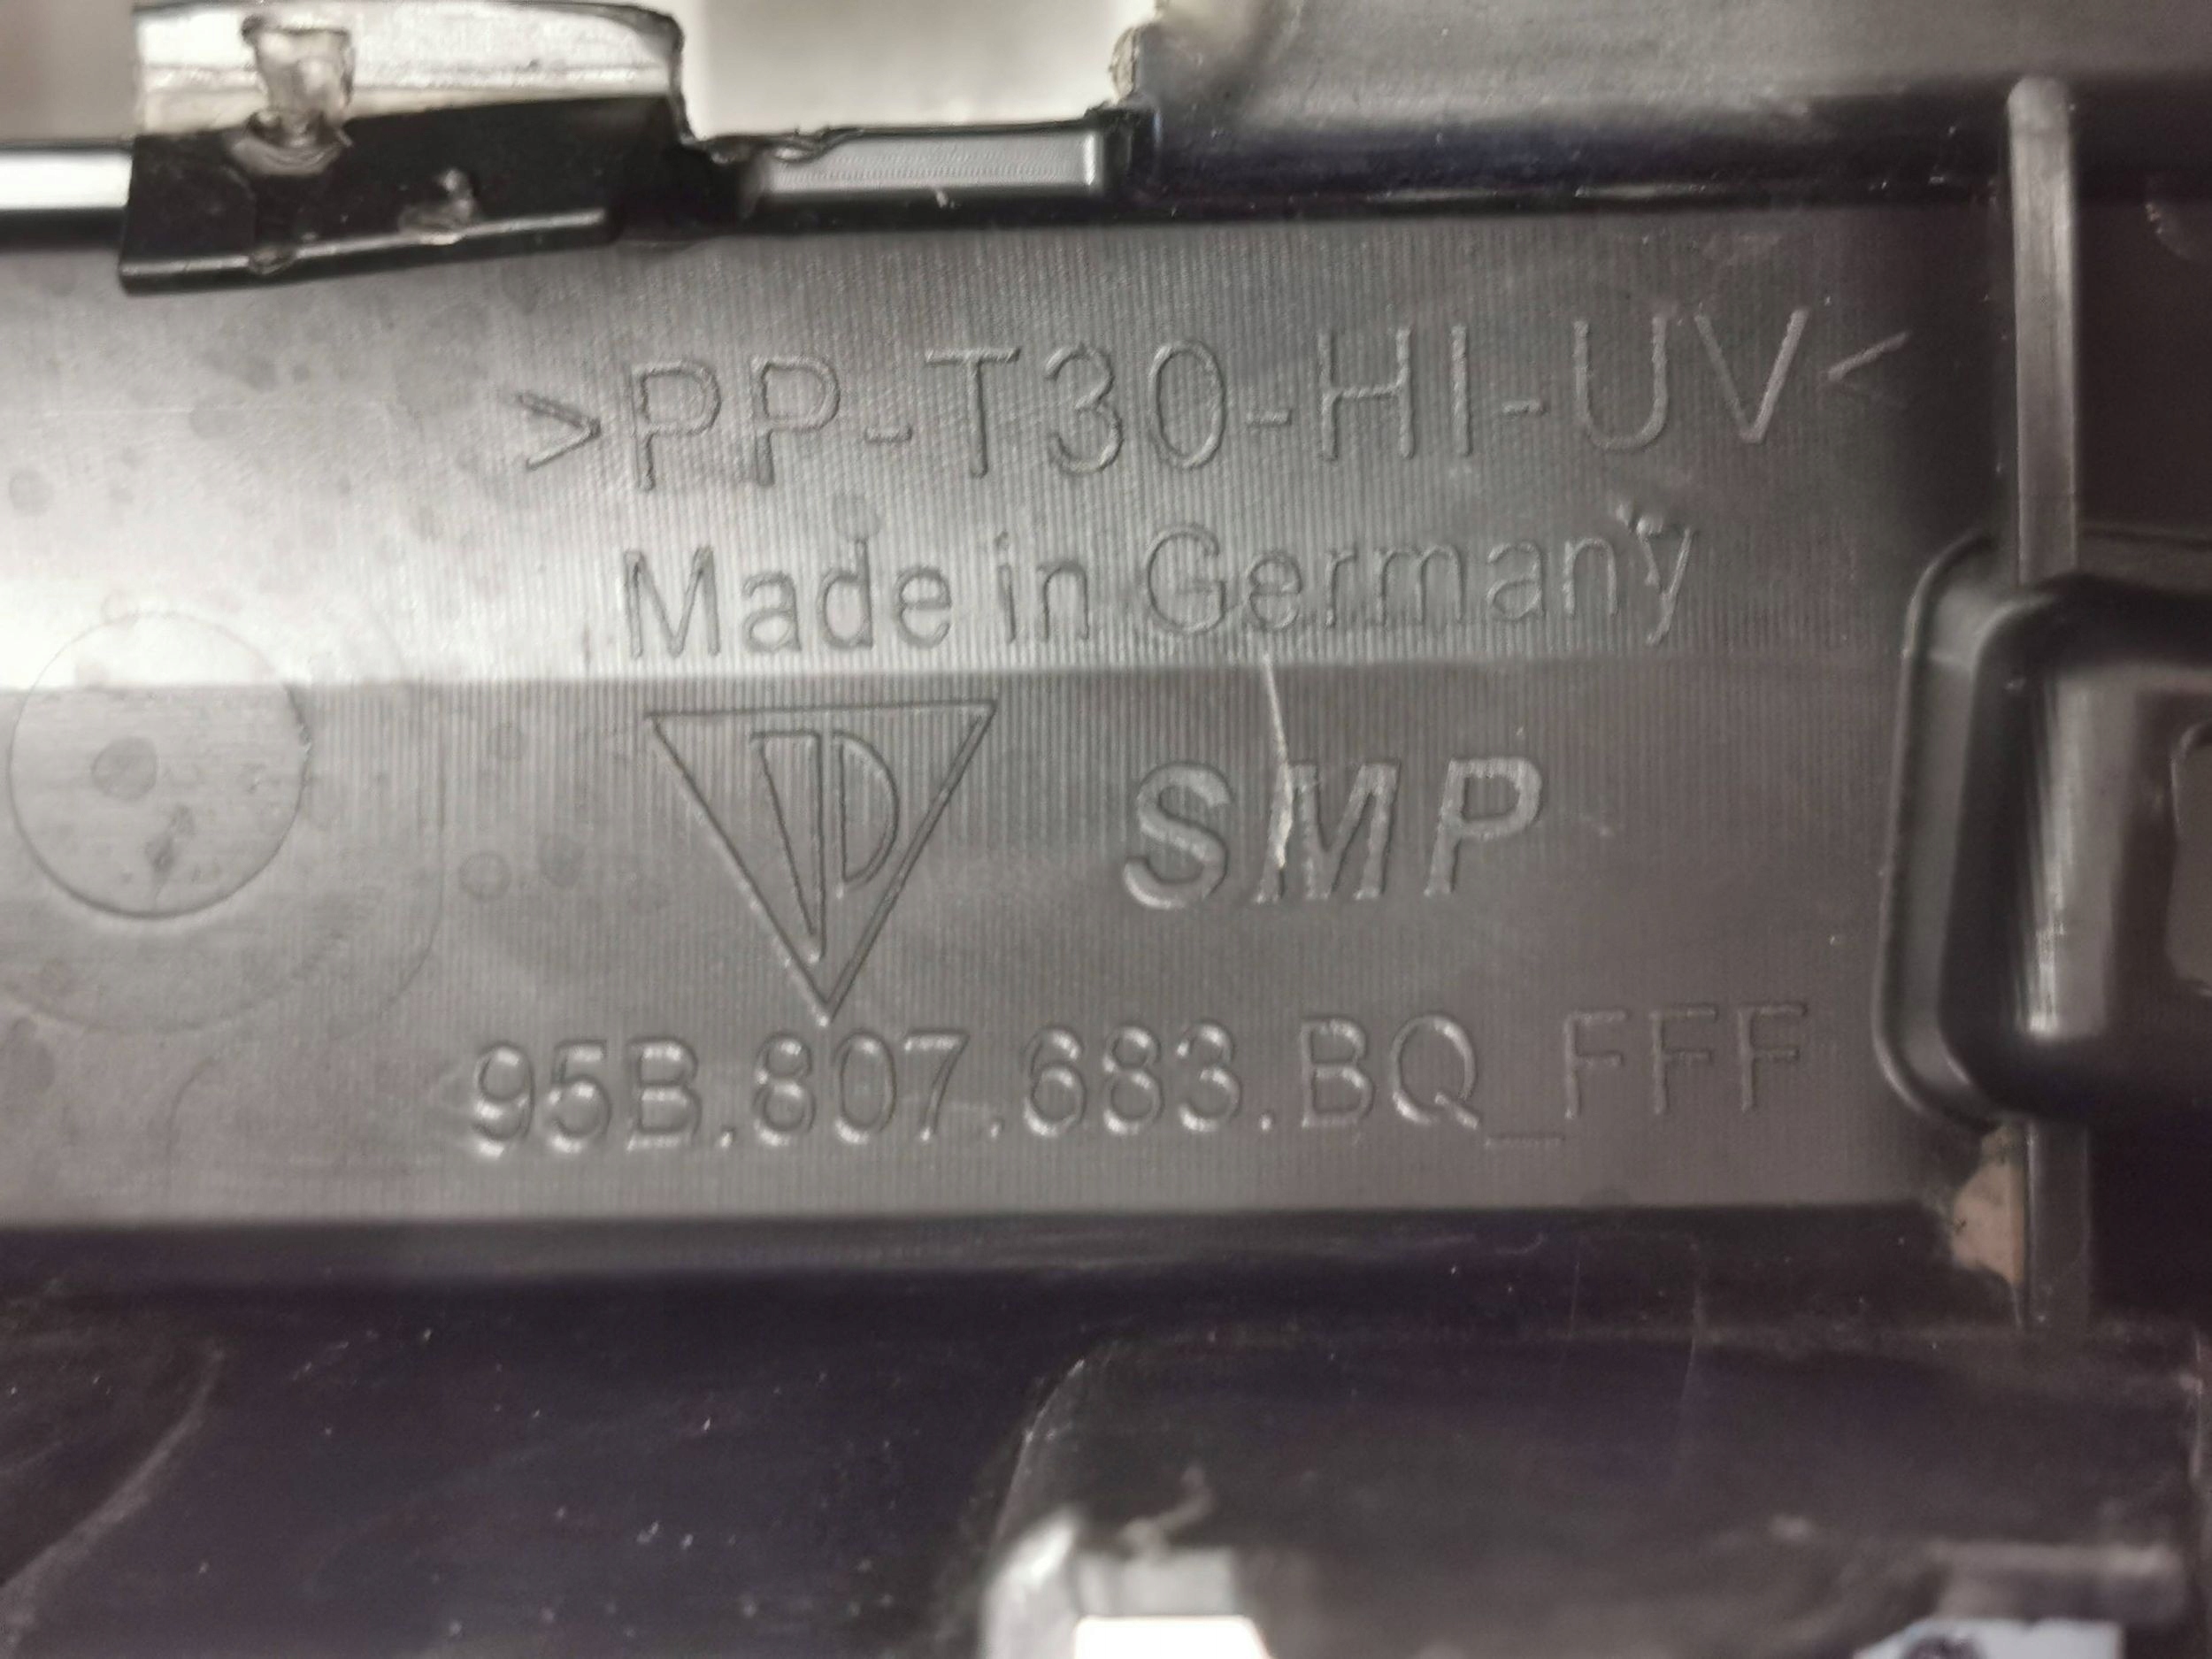 >PP-T30-HI-UV<
Made in Germany
SMP
95B.807.683.BQ_FFF